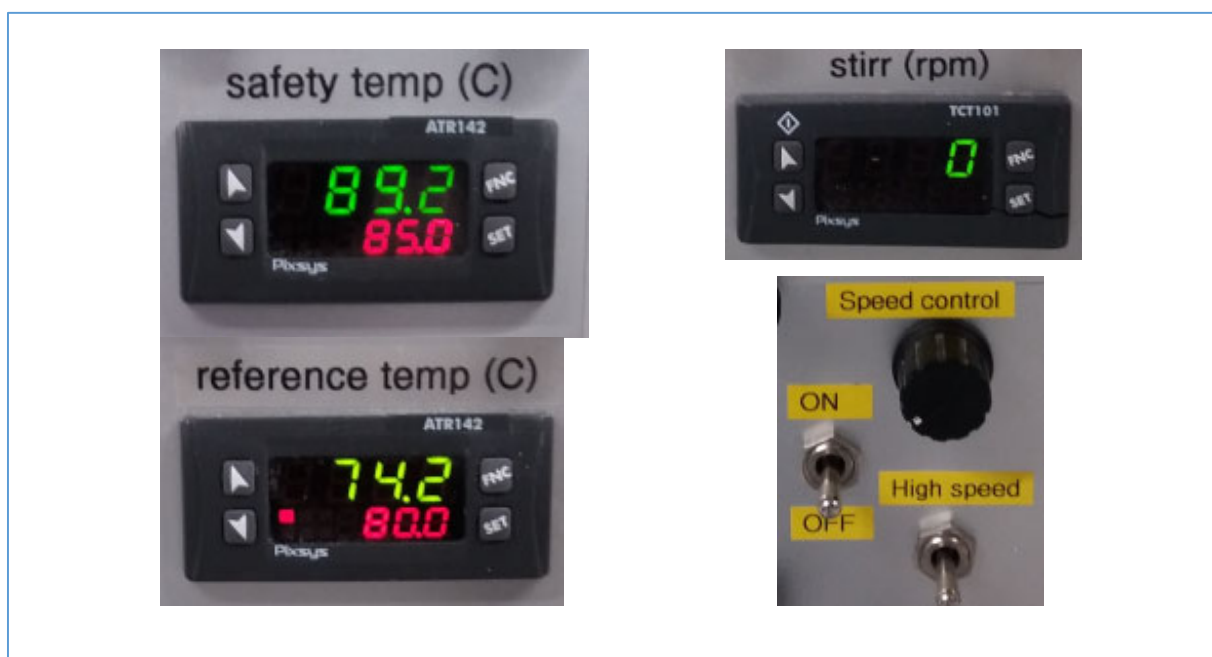 safety temp (C)
ATR142
89.2
FNC
85.0
SET
Pixsys
reference temp (C)
ATR142
74.2
FNC
80.0
SET
Pixsys
stirr (rpm)
TCT101
0
FNC
SET
Pixsys
Speed control
ON
High speed
OFF